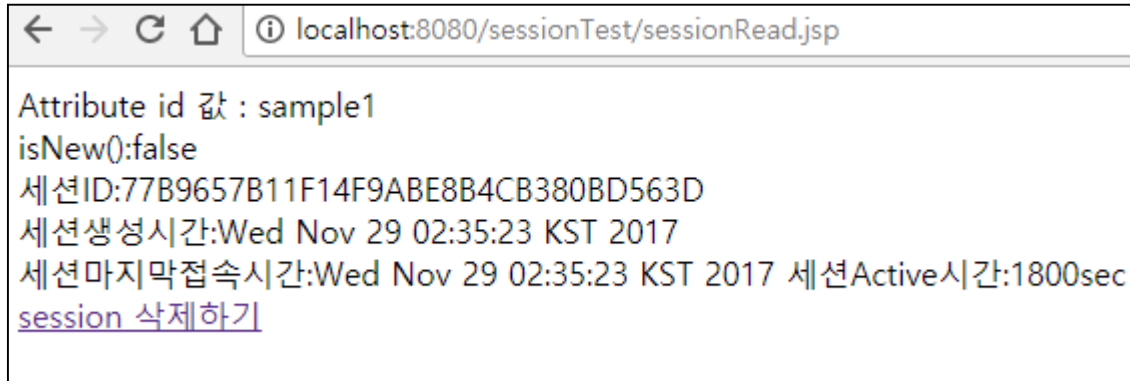 localhost:8080/sessionTest/sessionRead.jsp
Attribute id 값 : sample1
isNew():false
세션ID:77B9657B11F14F9ABE8B4CB380BD563D
세션생성시간:Wed Nov 29 02:35:23 KST 2017
세션마지막접속시간:Wed Nov 29 02:35:23 KST 2017 세션Active시간:1800sec
session 삭제하기